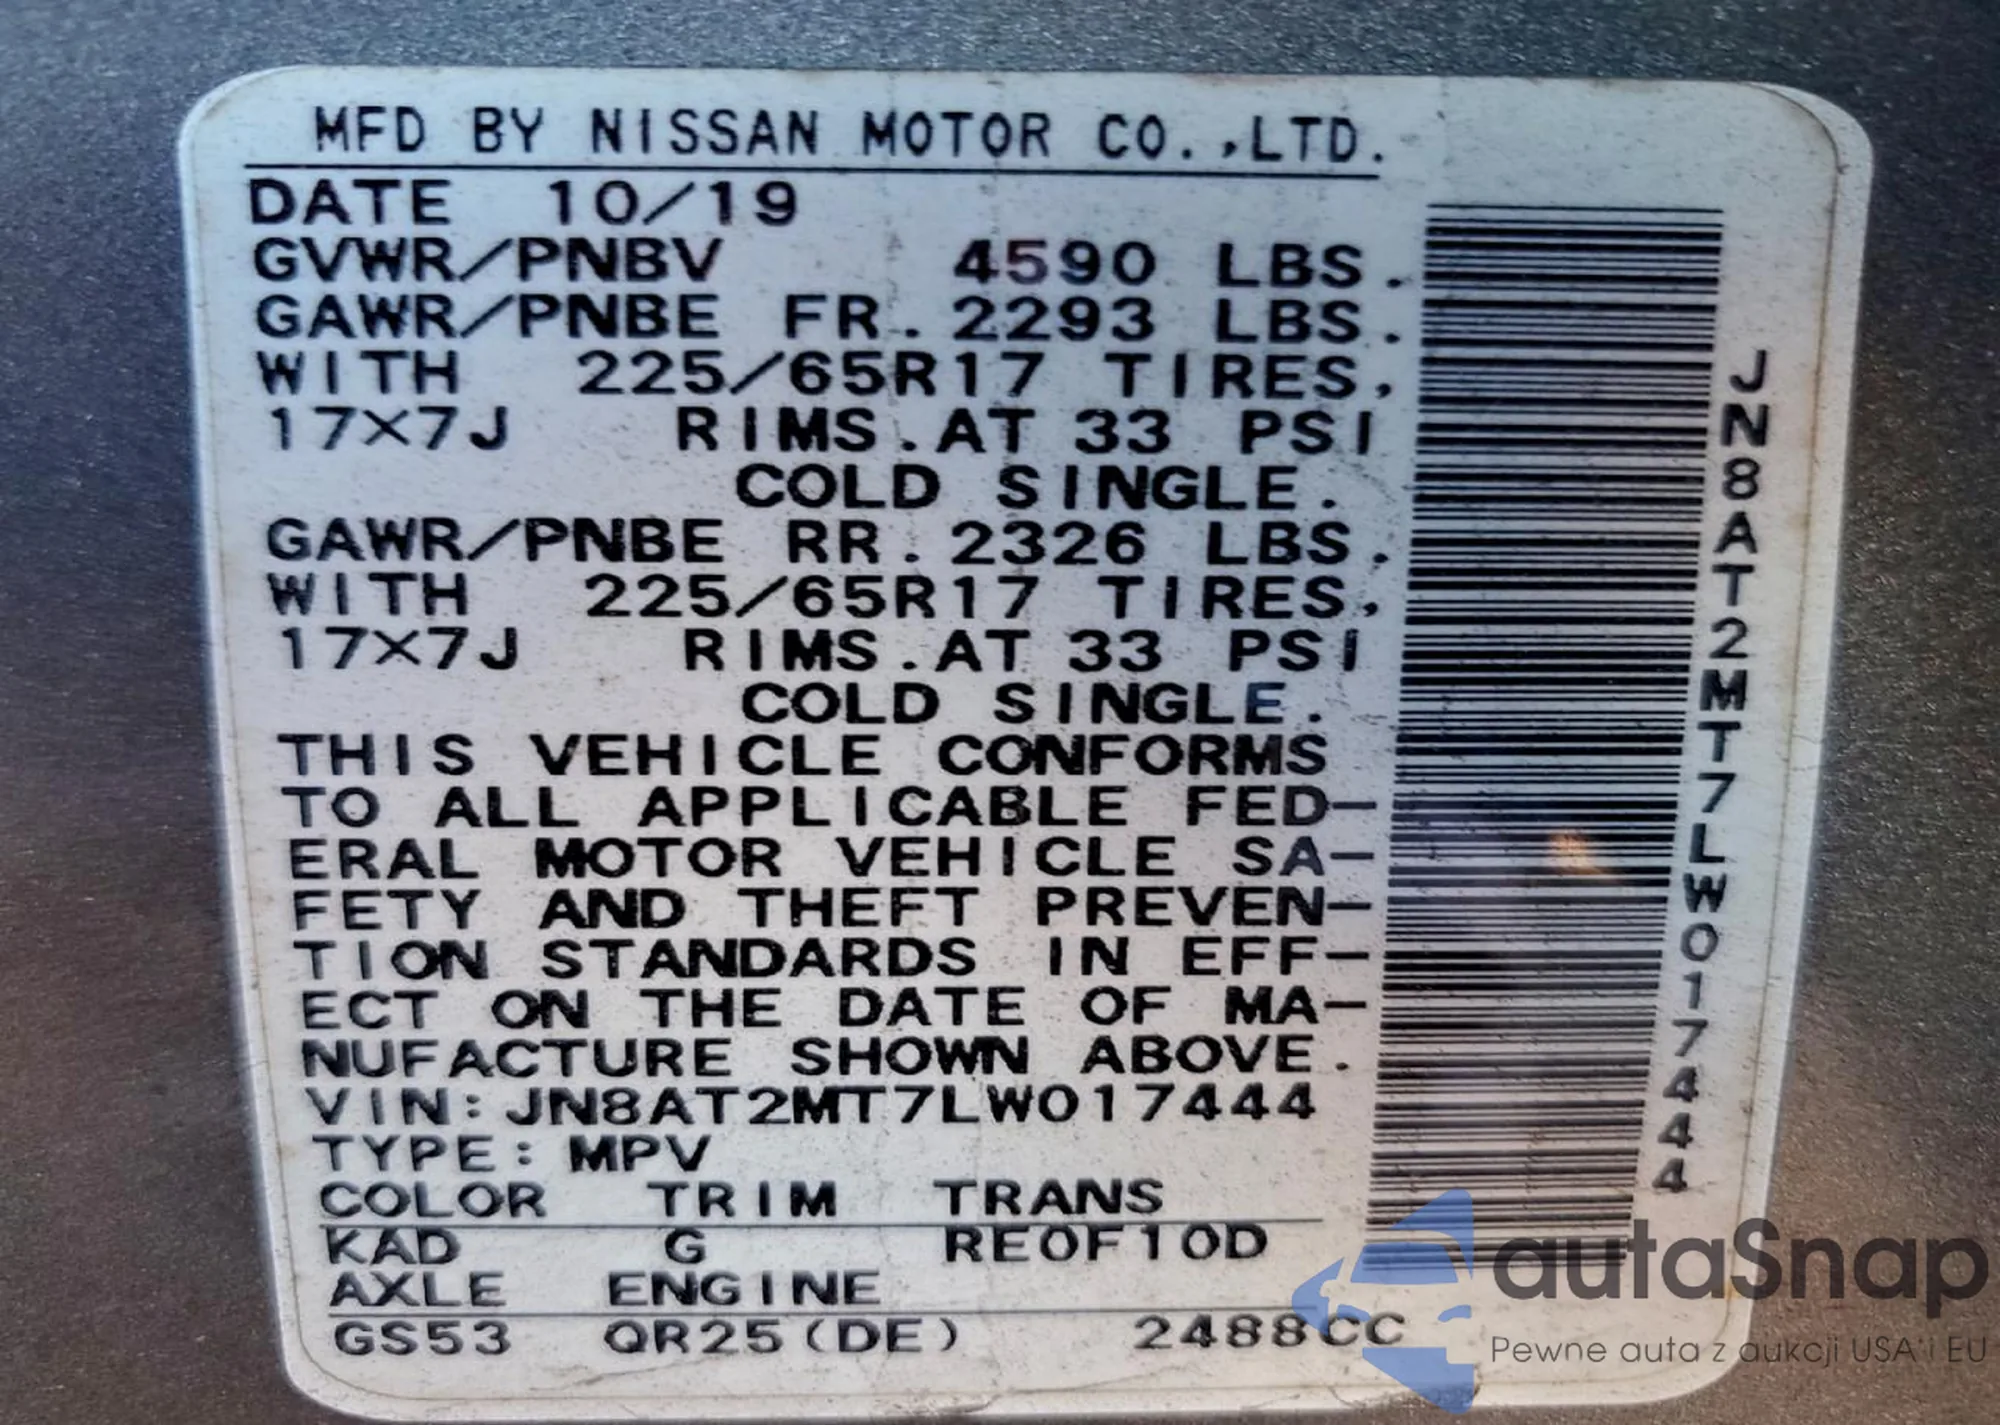 MFD BY NISSAN MOTOR CO.,LTD.
DATE 10/19
GVWR/PNBV 4590 LBS.
GAWR/PNBE FR. 2293 LBS.
WITH 225/65R17 TIRES,
17×7J RIMS.AT 33 PSI
COLD SINGLE.
GAWR/PNBE RR. 2326 LBS.
WITH 225/65R17 TIRES,
17×7J RIMS.AT 33 PSI
COLD SINGLE.
THIS VEHICLE CONFORMS
TO ALL APPLICABLE FED-
ERAL MOTOR VEHICLE SA-
FETY AND THEFT PREVEN-
TION STANDARDS IN EFF-
ECT ON THE DATE OF MA-
NUFACTURE SHOWN ABOVE.
VIN:JN8AT2MT7LW017444
TYPE:MPV
COLOR TRIM TRANS
KAD G RE0F10D
AXLE ENGINE
GS53 QR25(DE) 2488CC
JN8AT2MT7LW017444
autaSnap
Pewne auta z aukcji USA i EU